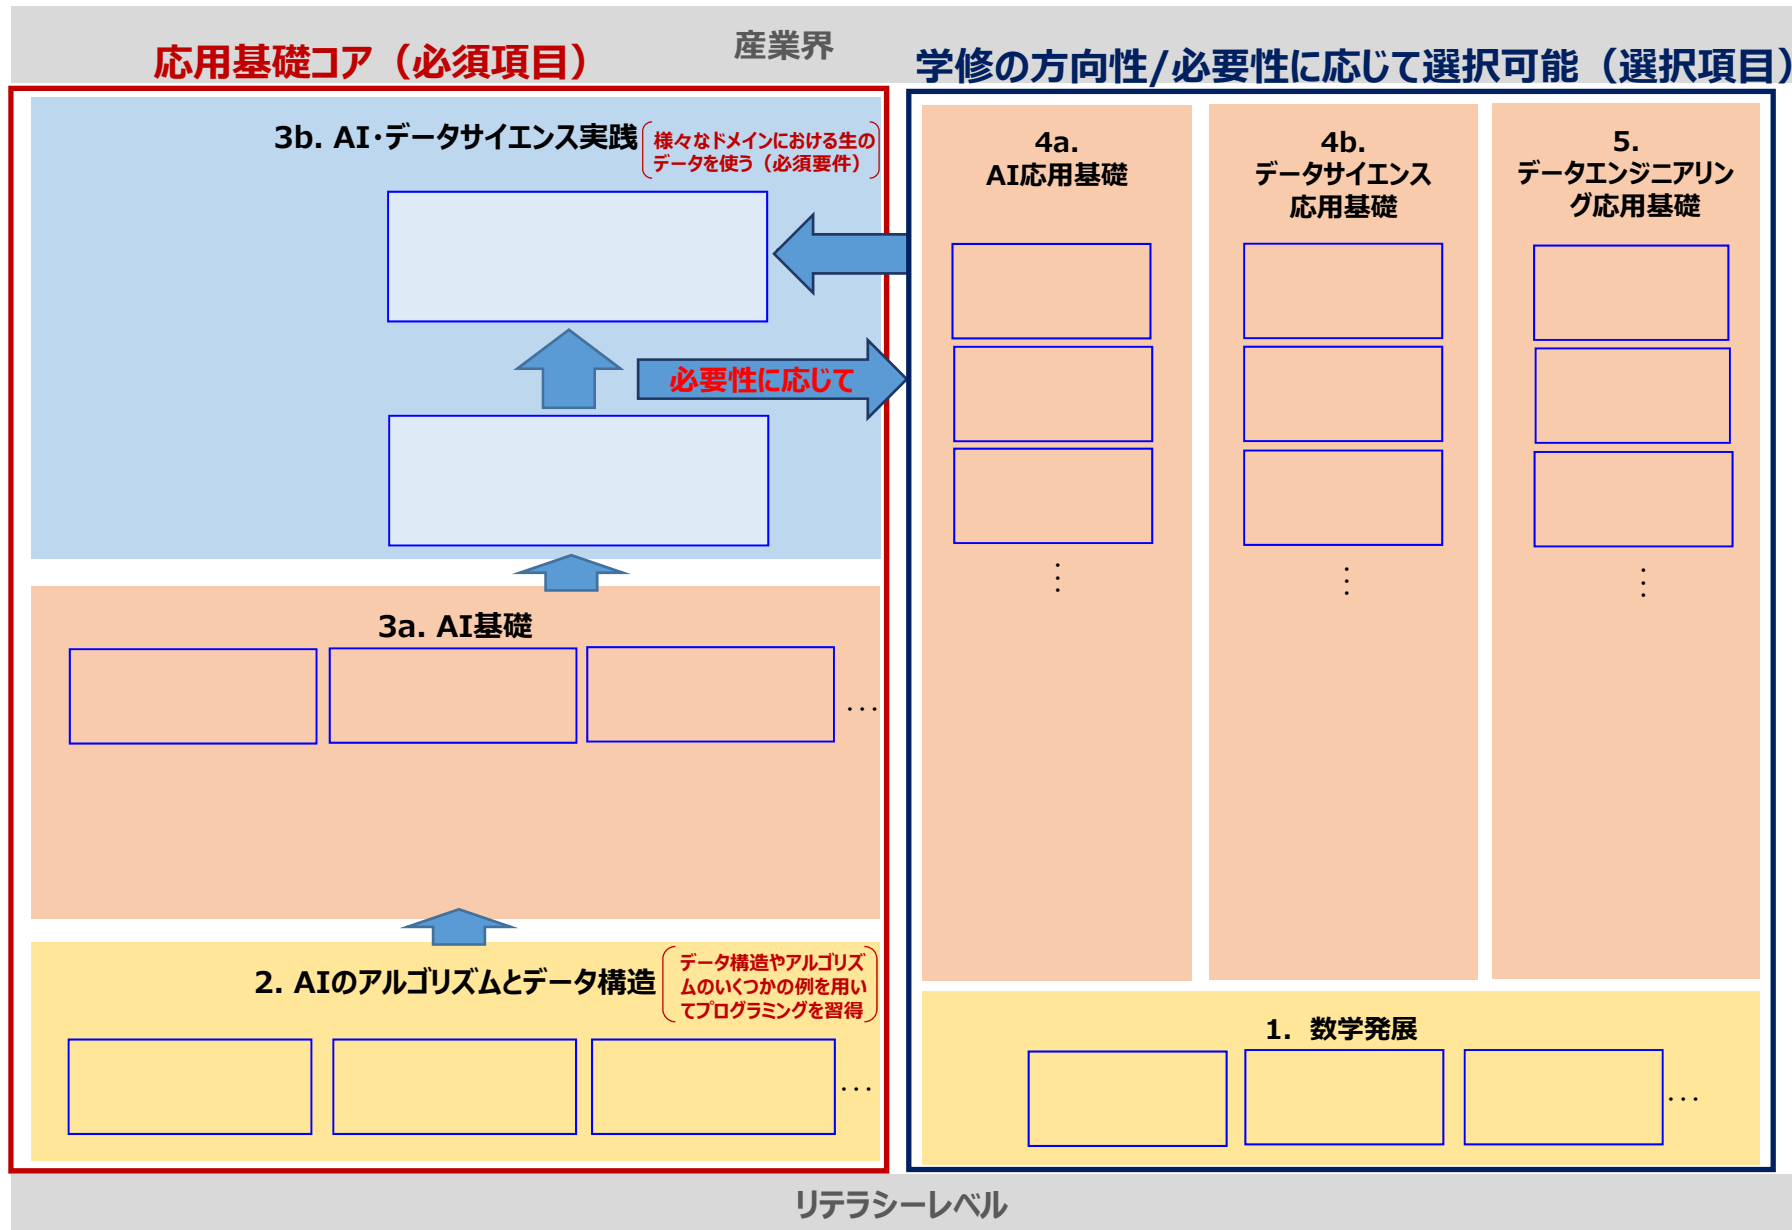 産業界
応用基礎コア（必須項目）
学修の方向性/必要性に応じて選択可能（選択項目）
3b. AI・データサイエンス実践
様々なドメインにおける生の
データを使う（必須要件）
必要性に応じて
3a. AI基礎
…
2. AIのアルゴリズムとデータ構造
データ構造やアルゴリズ
ムのいくつかの例を用い
てプログラミングを習得
…
4a.
AI応用基礎
…
4b.
データサイエンス
応用基礎
…
5.
データエンジニアリン
グ応用基礎
…
1. 数学発展
…
リテラシーレベル